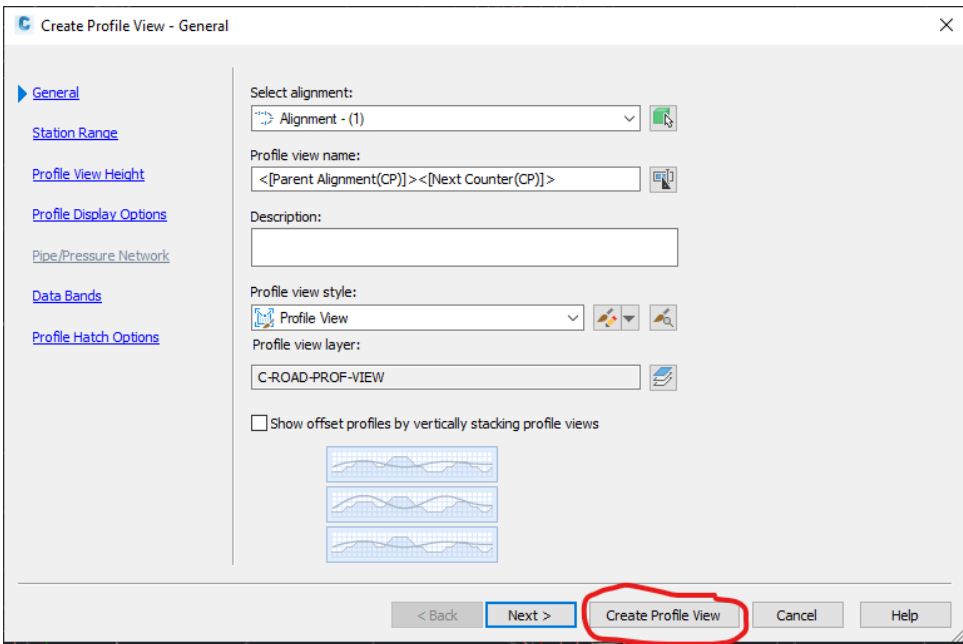 Create Profile View - General
General
Station Range
Profile View Height
Profile Display Options
Pipe/Pressure Network
Data Bands
Profile Hatch Options
Select alignment:
Alignment - (1)
Profile view name:
<[Parent Alignment(CP)]><[Next Counter(CP)]>
Description:
Profile view style:
Profile View
Profile view layer:
C-ROAD-PROF-VIEW
Show offset profiles by vertically stacking profile views
< Back
Next >
Create Profile View
Cancel
Help